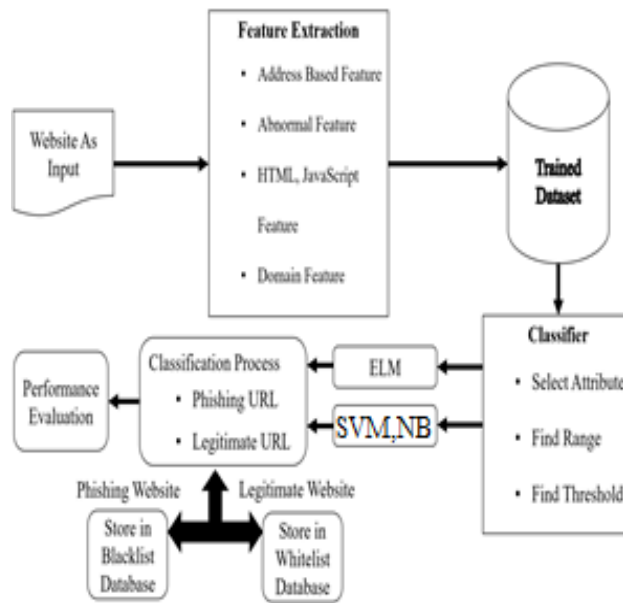 Feature Extraction
• Address Based Feature
• Abnormal Feature
• HTML, JavaScript
Feature
• Domain Feature
Website As
Input
Trained
Dataset
Classifier
• Select Attribute
• Find Range
• Find Threshold
ELM
SVM,NB
Classification Process
• Phishing URL
• Legitimate URL
Performance
Evaluation
Phishing Website
Legitimate Website
Store in
Blacklist
Database
Store in
Whitelist
Database